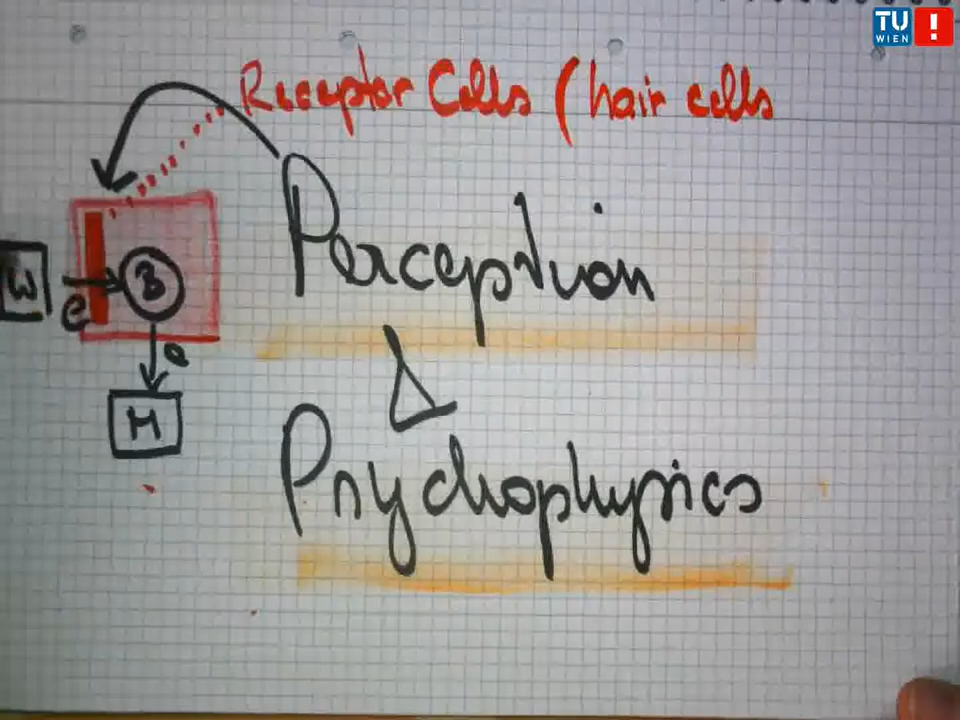 TU
WIEN
!
Receptor Cells (hair cells
Perception
&
Psychophysics
W
e
B
e
M